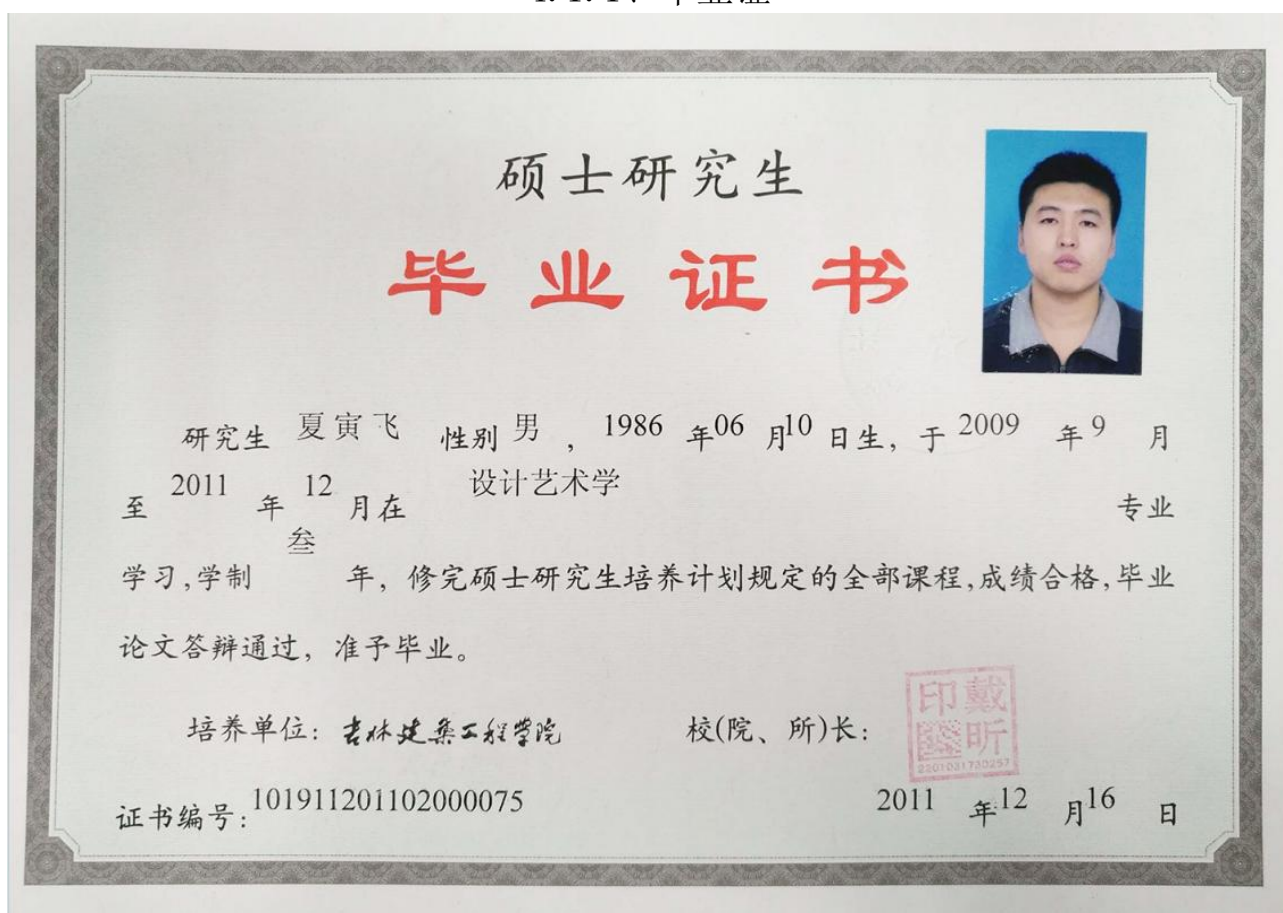 硕士研究生
毕业证书
研究生 夏寅飞 性别 男 , 1986 年 06 月 10 日生, 于 2009 年 9 月
至 2011 年 12 月在 设计艺术学 专业
学习,学制 叁 年, 修完硕士研究生培养计划规定的全部课程,成绩合格,毕业
论文答辩通过, 准予毕业。
培养单位: 吉林建筑工程学院 校(院、所)长: 戴昕印
2201031730257
证书编号: 101911201102000075 2011 年 12 月 16 日